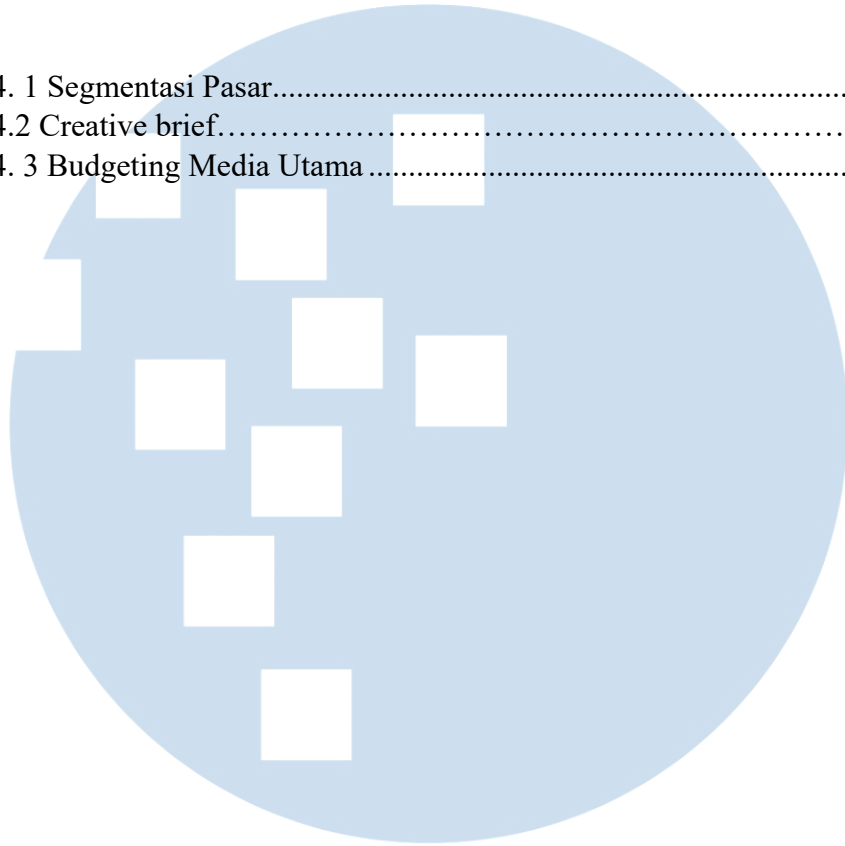 4. 1 Segmentasi Pasar.......................................................................
4.2 Creative brief…………………………………………………………
4. 3 Budgeting Media Utama ............................................................